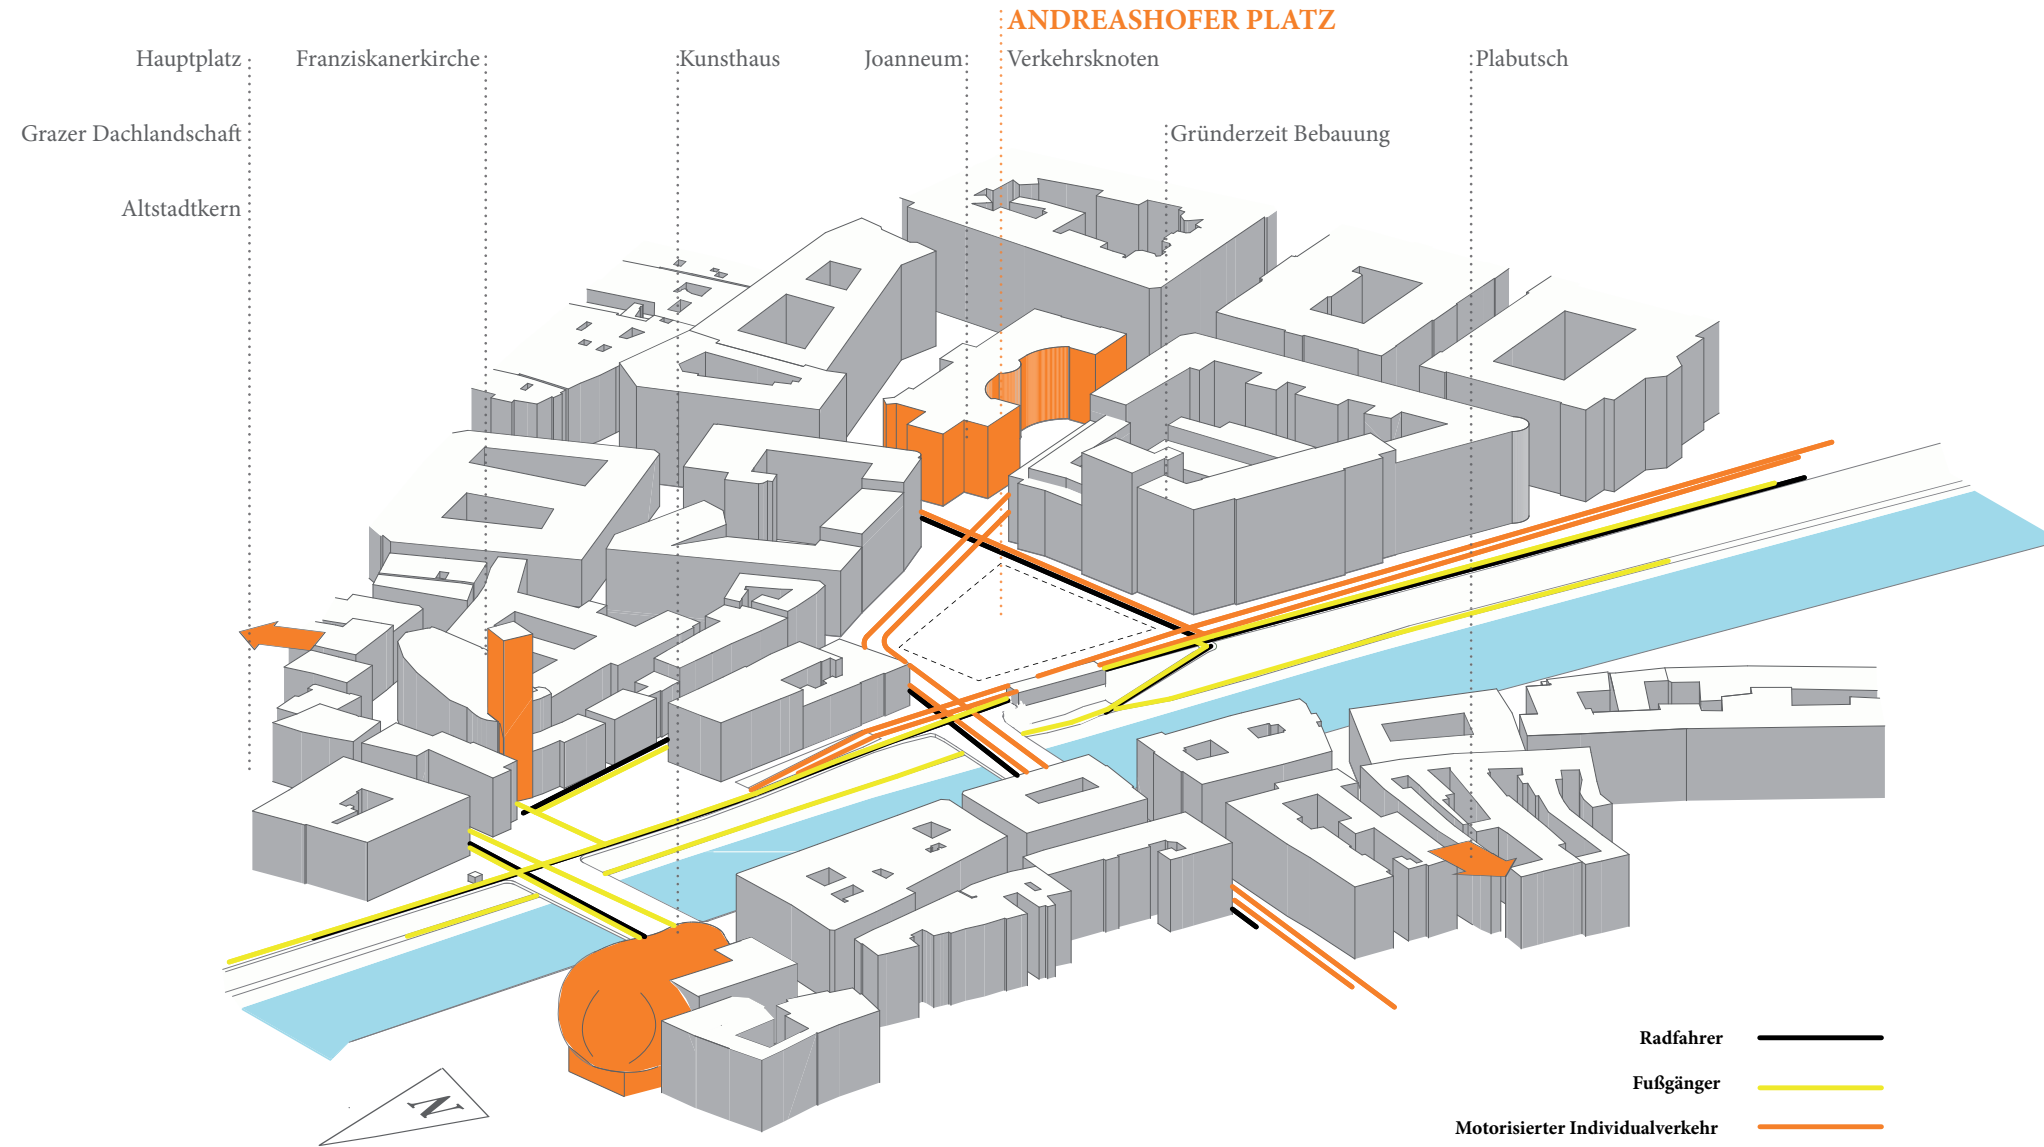 ANDREASHOFER PLATZ
Hauptplatz
Franziskanerkirche
Kunsthaus
Joanneum
Verkehrsknoten
Plabutsch
Grazer Dachlandschaft
Gründerzeit Bebauung
Altstadtkern
Radfahrer
Fußgänger
N
Motorisierter Individualverkehr